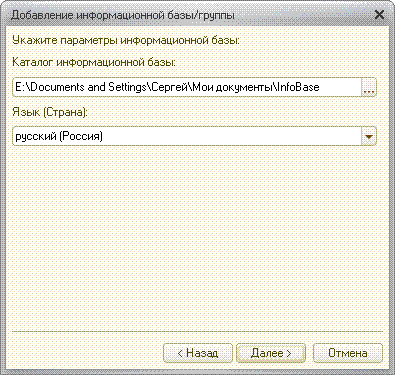 Добавление информационной базы/группы
Укажите параметры информационной базы:
Каталог информационной базы:
E:\Documents and Settings\Сергей\Мои документы\InfoBase ...
Язык (Страна):
русский (Россия)
< Назад Далее > Отмена